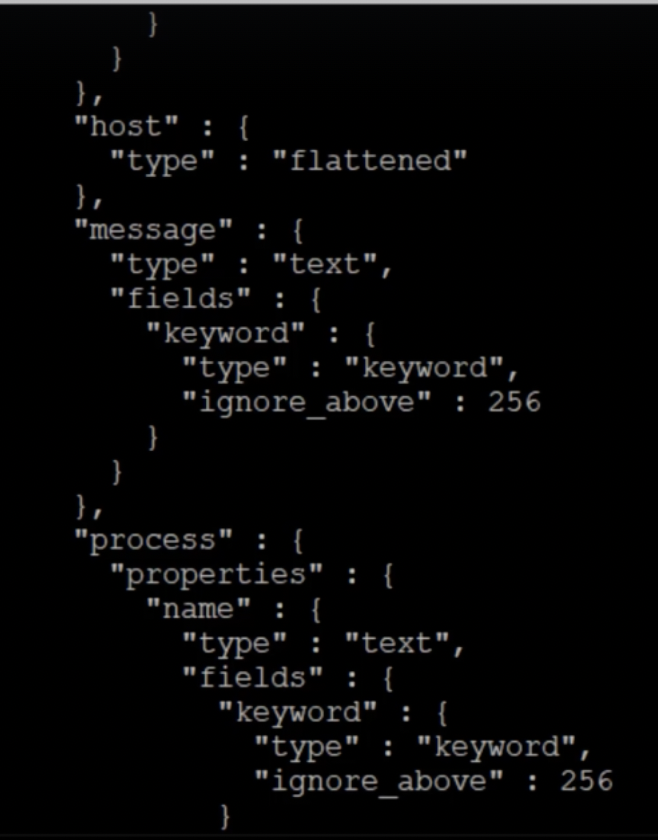 }
}
},
"host" : {
"type" : "flattened"
},
"message" : {
"type" : "text",
"fields" : {
"keyword" : {
"type" : "keyword",
"ignore_above" : 256
}
}
},
"process" : {
"properties" : {
"name" : {
"type" : "text",
"fields" : {
"keyword" : {
"type" : "keyword",
"ignore_above" : 256
}